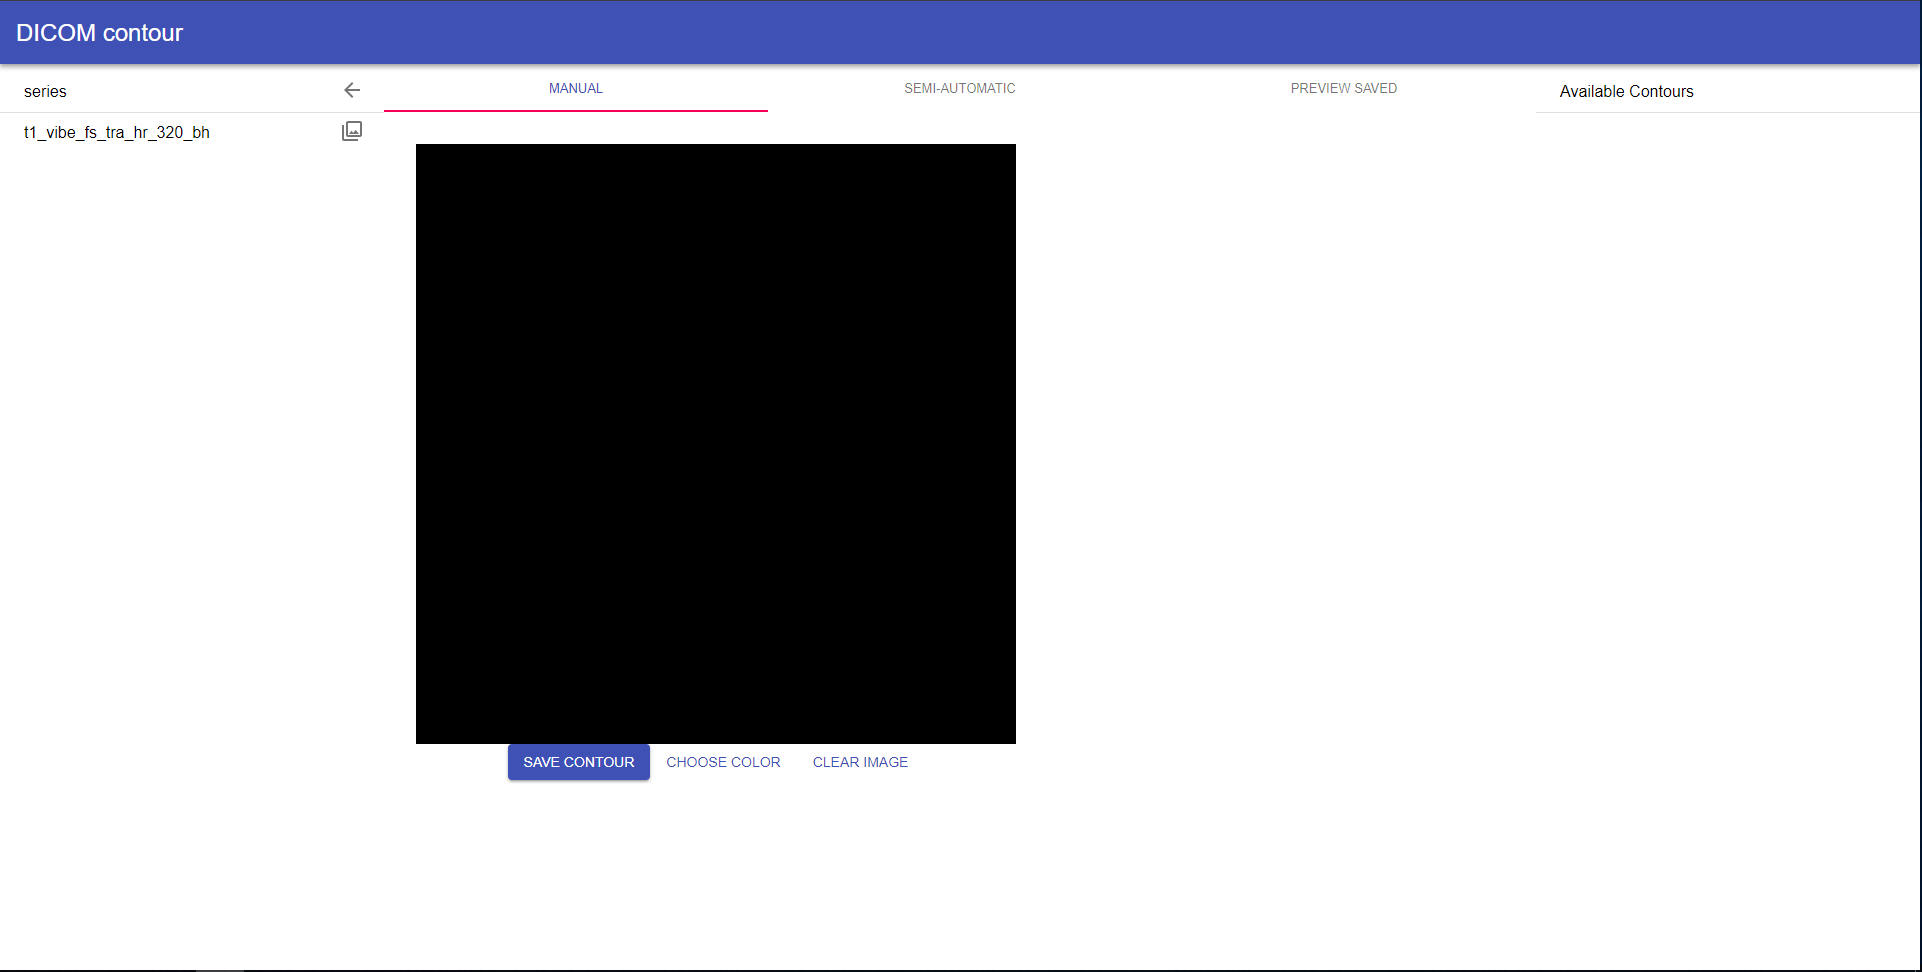 DICOM contour
series
MANUAL
SEMI-AUTOMATIC
PREVIEW SAVED
Available Contours
t1_vibe_fs_tra_hr_320_bh
SAVE CONTOUR
CHOOSE COLOR
CLEAR IMAGE